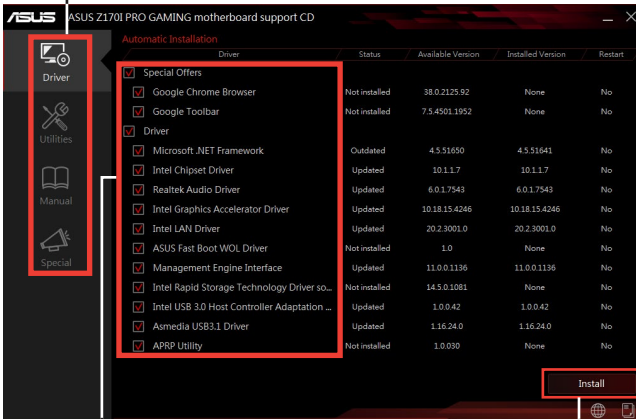 ASUS ASUS Z170I PRO GAMING motherboard support CD
Automatic Installation
Driver Status Available Version Installed Version Restart
Special Offers
Google Chrome Browser Not installed 38.0.2125.92 None No
Google Toolbar Not installed 7.5.4501.1952 None No
Driver
Microsoft .NET Framework Outdated 4.5.51650 4.5.51641 No
Intel Chipset Driver Updated 10.1.1.7 10.1.1.7 No
Realtek Audio Driver Updated 6.0.1.7543 6.0.1.7543 No
Intel Graphics Accelerator Driver Updated 10.18.15.4246 10.18.15.4246 No
Intel LAN Driver Updated 20.2.3001.0 20.2.3001.0 No
ASUS Fast Boot WOL Driver Not installed 1.0 None No
Management Engine Interface Updated 11.0.0.1136 11.0.0.1136 No
Intel Rapid Storage Technology Driver so... Not installed 14.5.0.1081 None No
Intel USB 3.0 Host Controller Adaptation ... Updated 1.0.0.42 1.0.0.42 No
Asmedia USB3.1 Driver Updated 1.16.24.0 1.16.24.0 No
APRP Utility Not installed 1.0.030 None No
Driver
Utilities
Manual
Special
Install